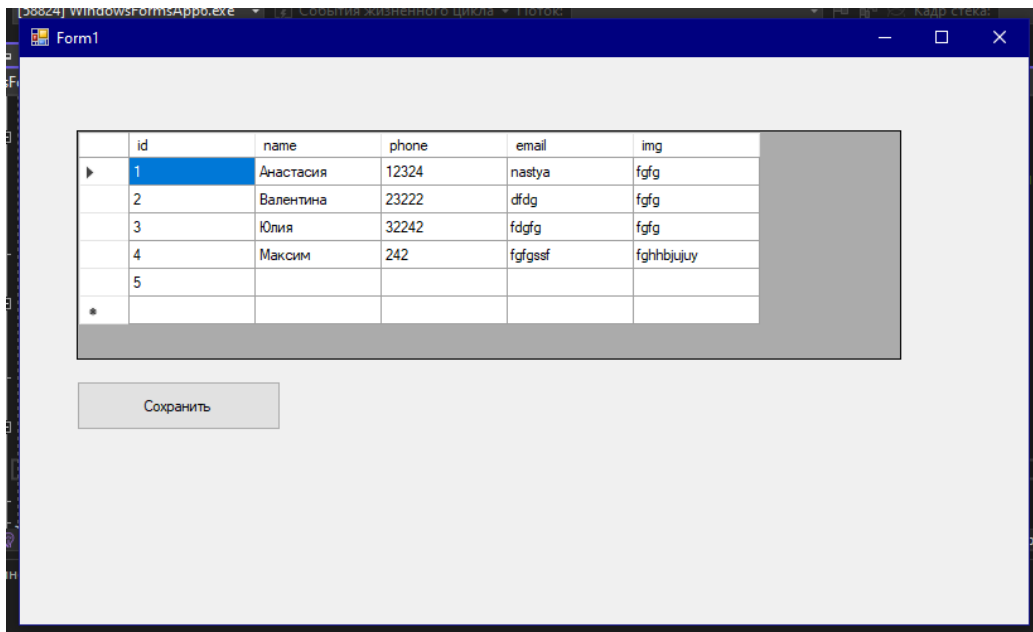 [58824] WindowsFormsApp6.exe События жизненного цикла Поток: Кадр стека:
Form1
id name phone email img
1 Анастасия 12324 nastya fgfg
2 Валентина 23222 dfdg fgfg
3 Юлия 32242 fdgfg fgfg
4 Максим 242 fgfgssf fghhbjujuy
5
Сохранить